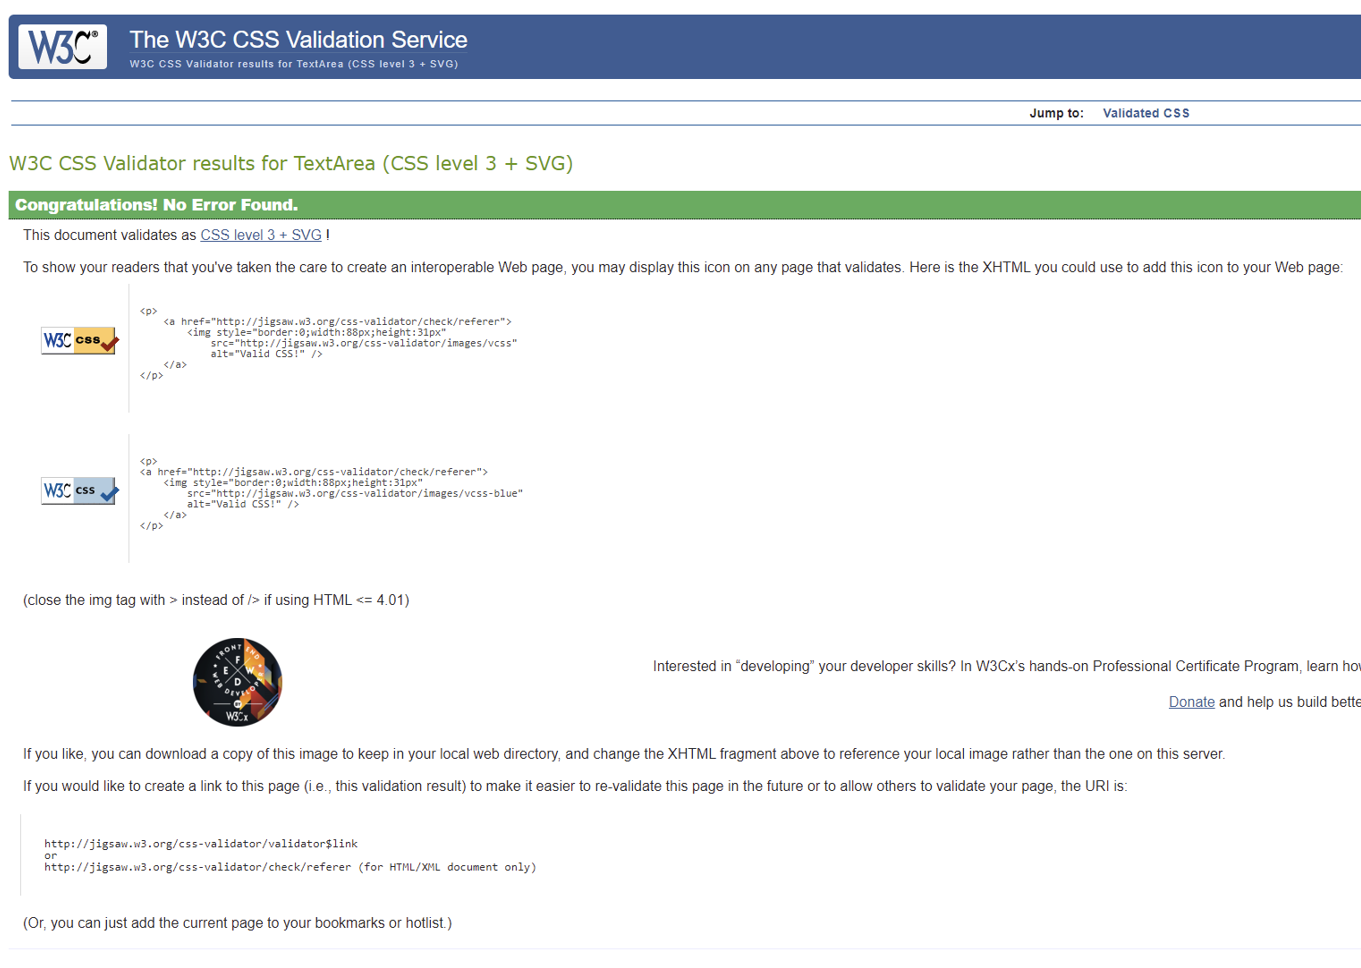 W3C®
The W3C CSS Validation Service
W3C CSS Validator results for TextArea (CSS level 3 + SVG)
Jump to: Validated CSS
W3C CSS Validator results for TextArea (CSS level 3 + SVG)
Congratulations! No Error Found.
This document validates as CSS level 3 + SVG !
To show your readers that you've taken the care to create an interoperable Web page, you may display this icon on any page that validates. Here is the XHTML you could use to add this icon to your Web page:
W3C css
<p>
    <a href="http://jigsaw.w3.org/css-validator/check/referer">
        <img style="border:0;width:88px;height:31px"
            src="http://jigsaw.w3.org/css-validator/images/vcss"
            alt="Valid CSS!" />
    </a>
</p>
W3C css
<p>
<a href="http://jigsaw.w3.org/css-validator/check/referer">
    <img style="border:0;width:88px;height:31px"
        src="http://jigsaw.w3.org/css-validator/images/vcss-blue"
        alt="Valid CSS!" />
    </a>
</p>
(close the img tag with > instead of /> if using HTML <= 4.01)
FRONT END
F
E W
D
WEB DEVELOPER
BY
W3Cx
Interested in “developing” your developer skills? In W3Cx’s hands-on Professional Certificate Program, learn how
Donate and help us build bette
If you like, you can download a copy of this image to keep in your local web directory, and change the XHTML fragment above to reference your local image rather than the one on this server.
If you would like to create a link to this page (i.e., this validation result) to make it easier to re-validate this page in the future or to allow others to validate your page, the URI is:
http://jigsaw.w3.org/css-validator/validator$link
or
http://jigsaw.w3.org/css-validator/check/referer (for HTML/XML document only)
(Or, you can just add the current page to your bookmarks or hotlist.)